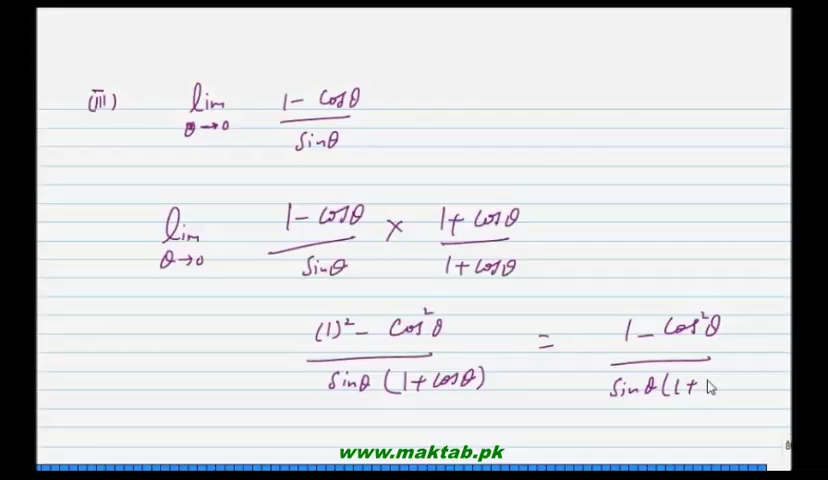 (III) lim θ→0 1 - cosθ / sinθ
lim θ→0 1 - cosθ / sinθ × 1 + cosθ / 1 + cosθ
(1)² - cos²θ / sinθ (1 + cosθ) = 1 - cos²θ / sinθ (1 +
www.maktab.pk